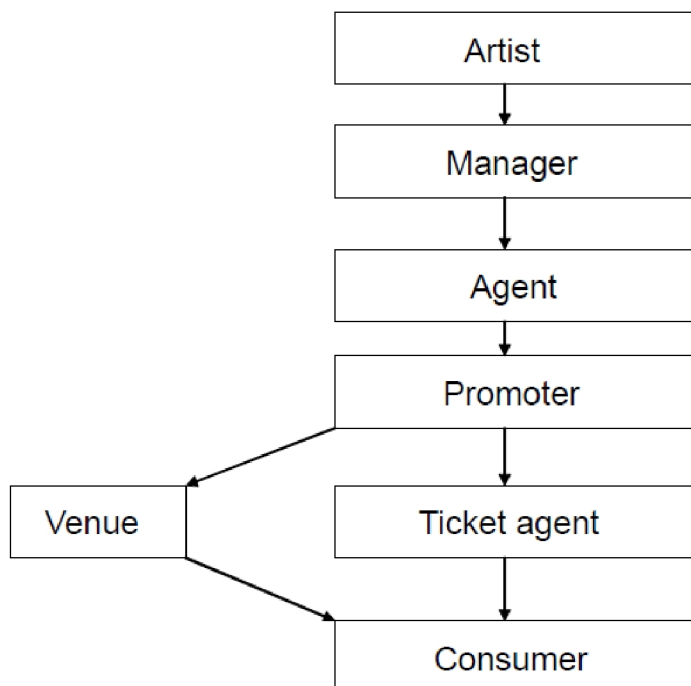 Artist
Manager
Agent
Promoter
Venue
Ticket agent
Consumer